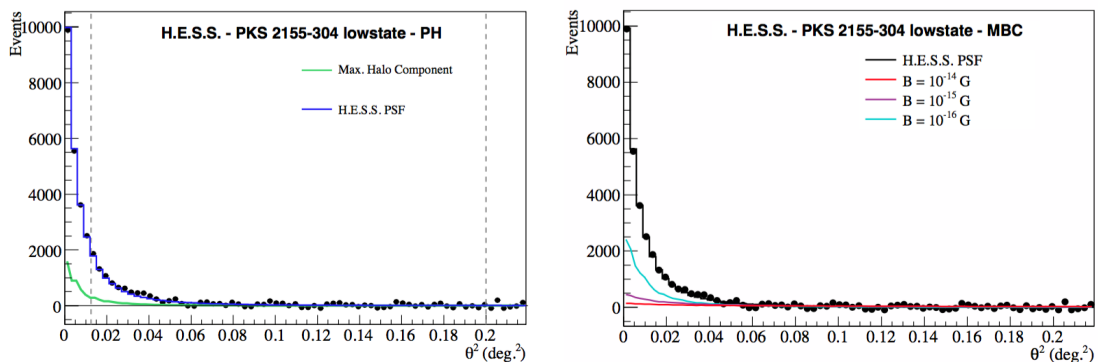 H.E.S.S. - PKS 2155-304 lowstate - PH
Events
10000
8000
6000
4000
2000
0
Max. Halo Component
H.E.S.S. PSF
0 0.02 0.04 0.06 0.08 0.1 0.12 0.14 0.16 0.18 0.2
θ² (deg.²)
H.E.S.S. - PKS 2155-304 lowstate - MBC
Events
10000
8000
6000
4000
2000
0
H.E.S.S. PSF
B = 10⁻¹⁴ G
B = 10⁻¹⁵ G
B = 10⁻¹⁶ G
0 0.02 0.04 0.06 0.08 0.1 0.12 0.14 0.16 0.18 0.2
θ² (deg.²)